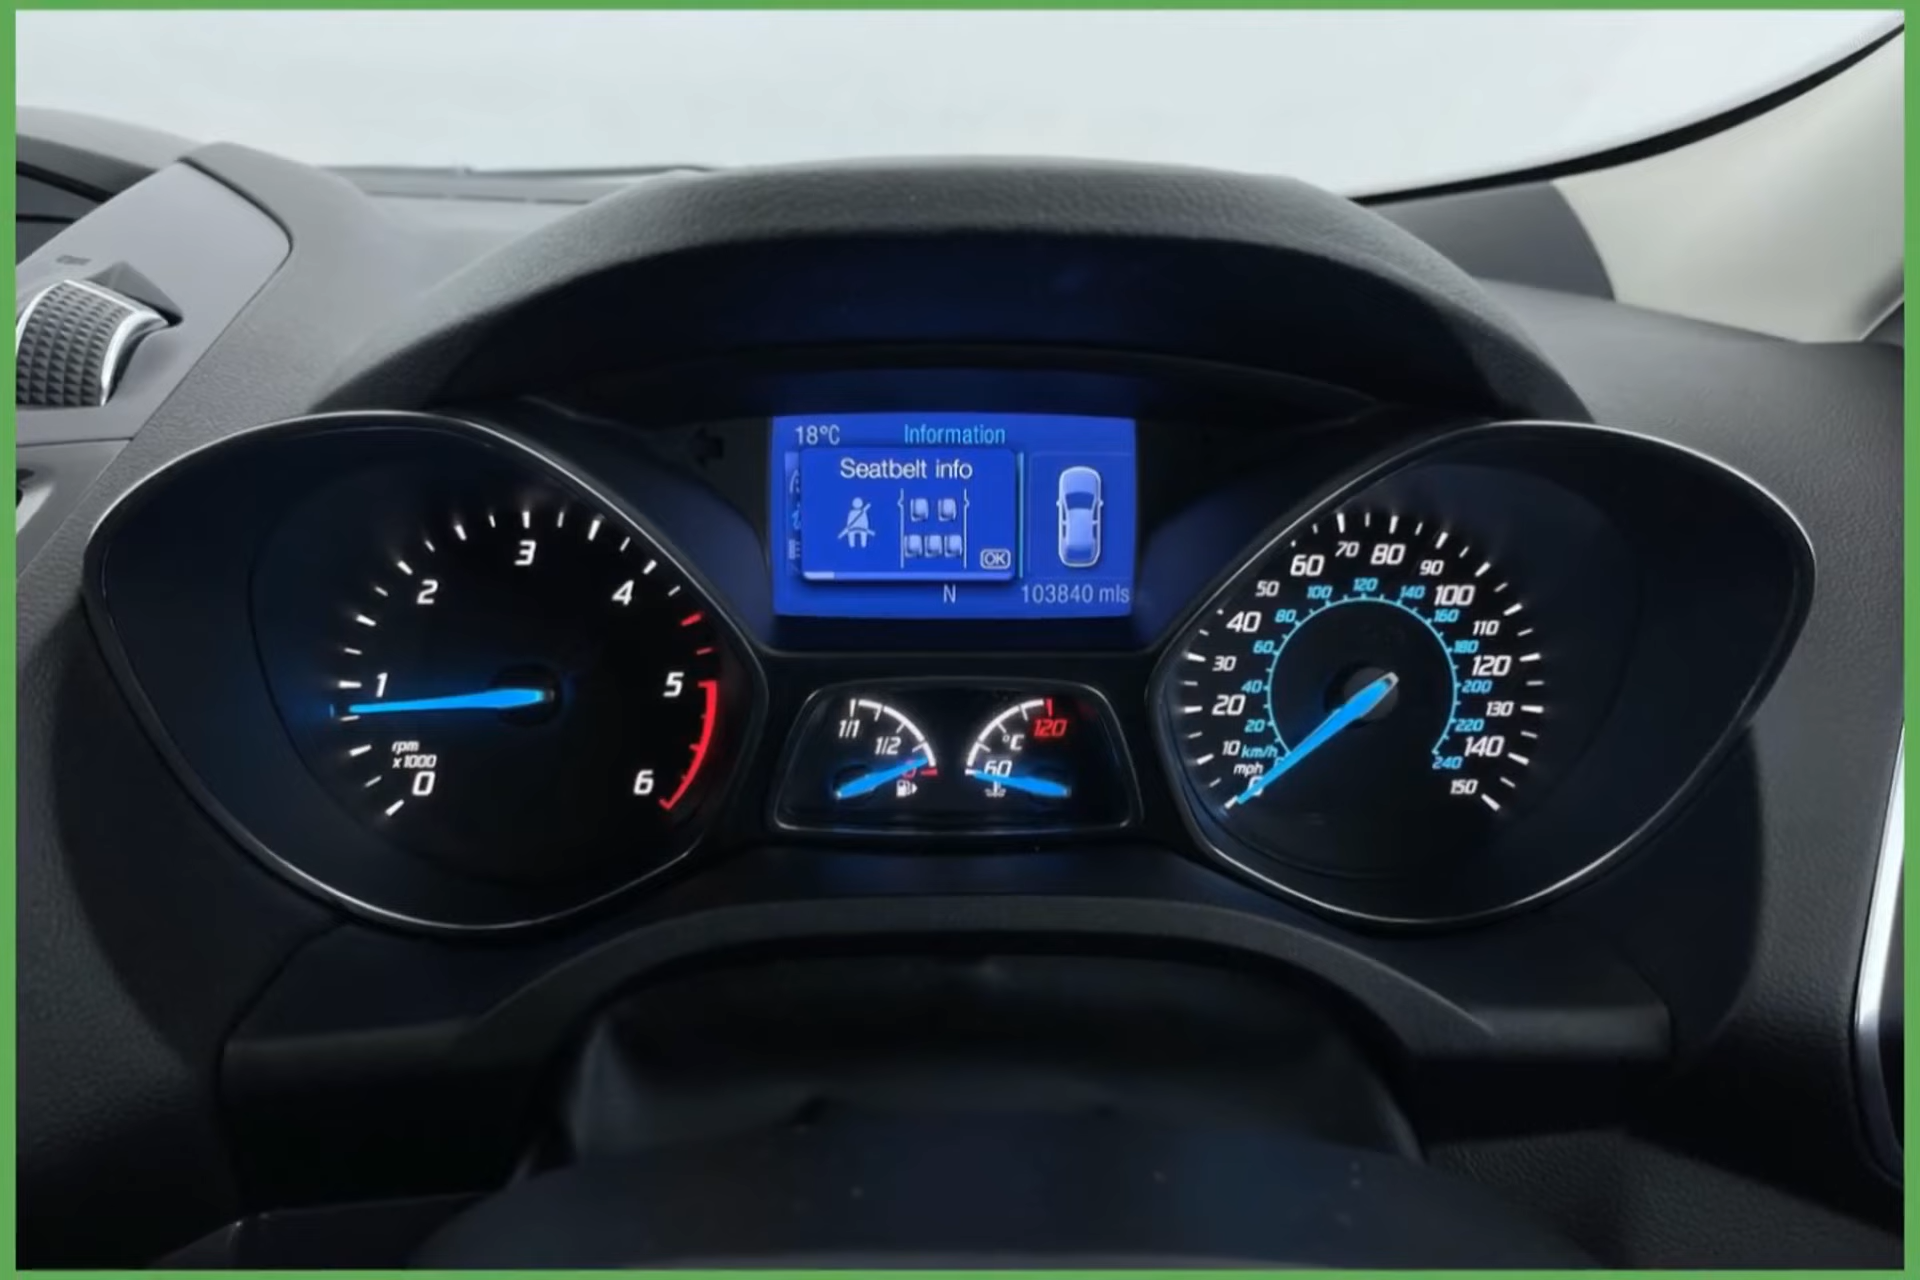 18°C Information
Seatbelt info
OK
N 103840 mls
0 1 2 3 4 5 6
rpm
x1000
1/1
1/2
0
°C
120
60
0 10 20 30 40 50 60 70 80 90 100 110 120 130 140 150
20 40 60 80 100 120 140 160 180 200 220 240
km/h
mph